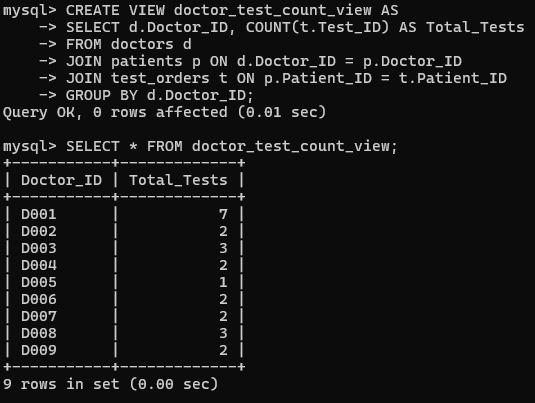 mysql> CREATE VIEW doctor_test_count_view AS
    -> SELECT d.Doctor_ID, COUNT(t.Test_ID) AS Total_Tests
    -> FROM doctors d
    -> JOIN patients p ON d.Doctor_ID = p.Doctor_ID
    -> JOIN test_orders t ON p.Patient_ID = t.Patient_ID
    -> GROUP BY d.Doctor_ID;
Query OK, 0 rows affected (0.01 sec)

mysql> SELECT * FROM doctor_test_count_view;
+-----------+-------------+
| Doctor_ID | Total_Tests |
+-----------+-------------+
| D001      |           7 |
| D002      |           2 |
| D003      |           3 |
| D004      |           2 |
| D005      |           1 |
| D006      |           2 |
| D007      |           2 |
| D008      |           3 |
| D009      |           2 |
+-----------+-------------+
9 rows in set (0.00 sec)